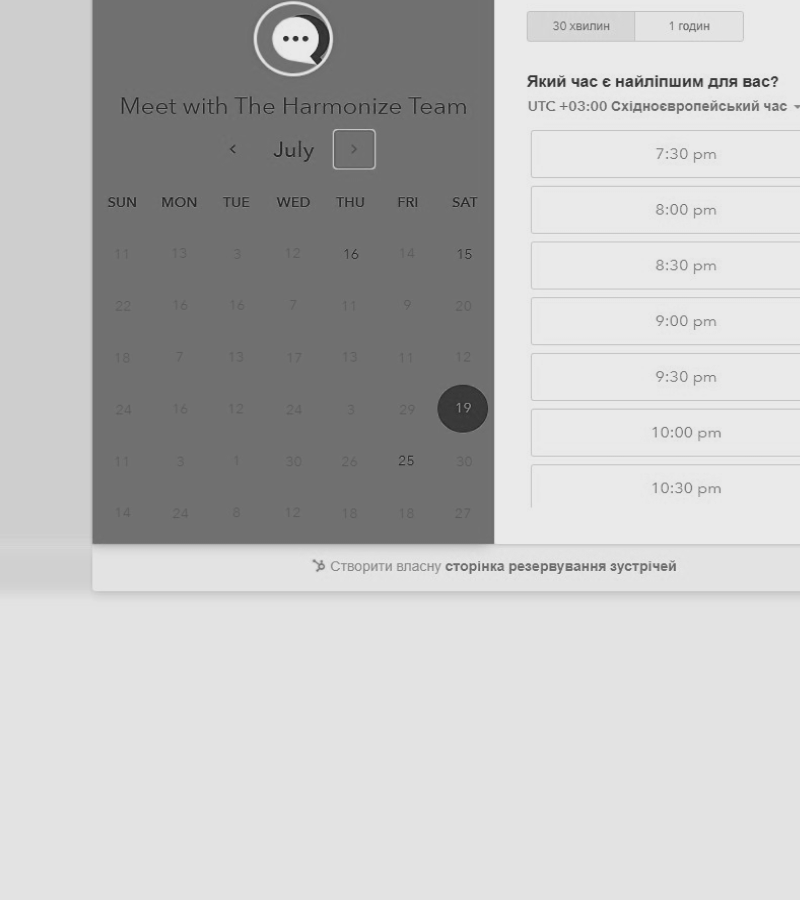 30 хвилин 1 годин
Meet with The Harmonize Team
Який час є найліпшим для вас?
UTC +03:00 Східноєвропейський час
July
7:30 pm
SUN MON TUE WED THU FRI SAT
8:00 pm
11 13 3 12 16 14 15
8:30 pm
22 16 16 7 11 9 20
9:00 pm
18 7 13 17 13 11 12
9:30 pm
24 16 12 24 3 29 19
10:00 pm
11 3 1 30 26 25 30
10:30 pm
14 24 8 12 18 18 27
Створити власну сторінка резервування зустрічей